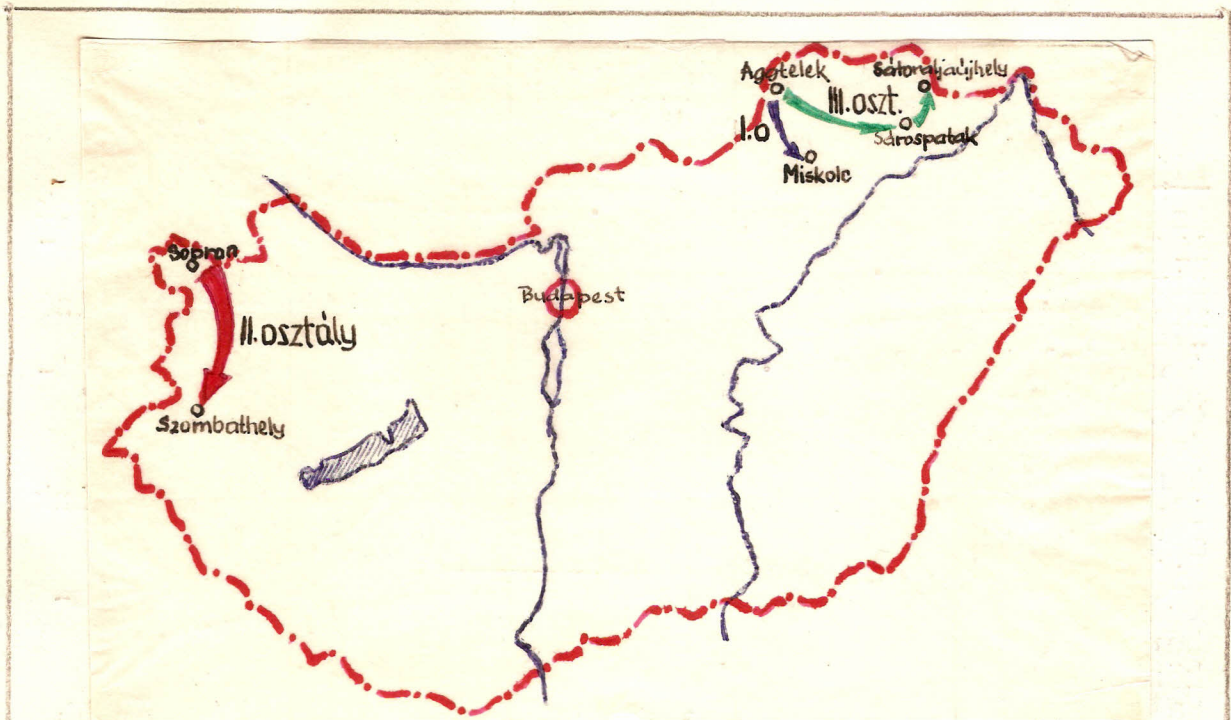 Aggtelek
Sátoraljaújhely
III.oszt.
I.o
Sárospatak
Miskolc
Sopron
Budapest
II.osztály
Szombathely